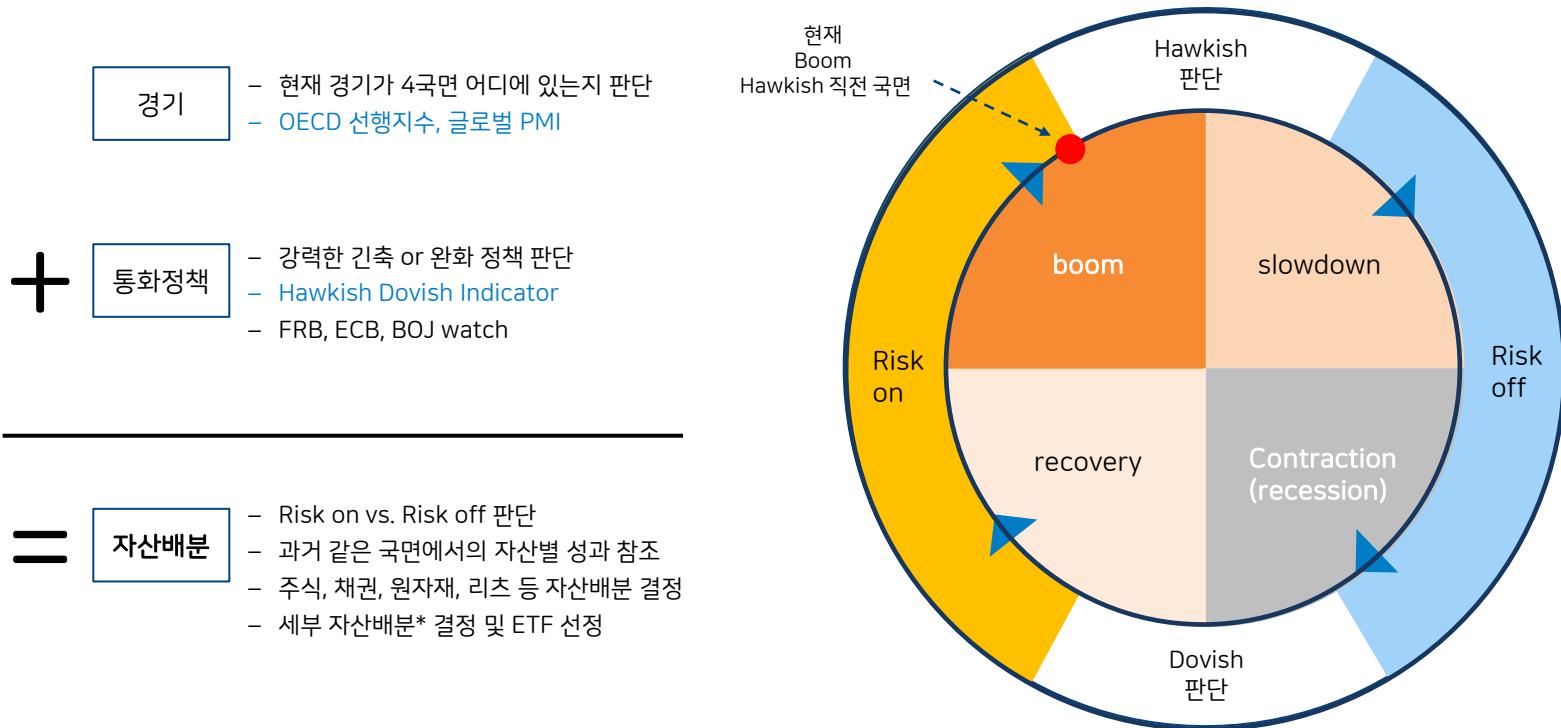 경기
– 현재 경기가 4국면 어디에 있는지 판단
– OECD 선행지수, 글로벌 PMI
+
통화정책
– 강력한 긴축 or 완화 정책 판단
– Hawkish Dovish Indicator
– FRB, ECB, BOJ watch
=
자산배분
– Risk on vs. Risk off 판단
– 과거 같은 국면에서의 자산별 성과 참조
– 주식, 채권, 원자재, 리츠 등 자산배분 결정
– 세부 자산배분* 결정 및 ETF 선정
현재
Boom
Hawkish 직전 국면
Hawkish
판단
boom
slowdown
Risk
on
Risk
off
recovery
Contraction
(recession)
Dovish
판단